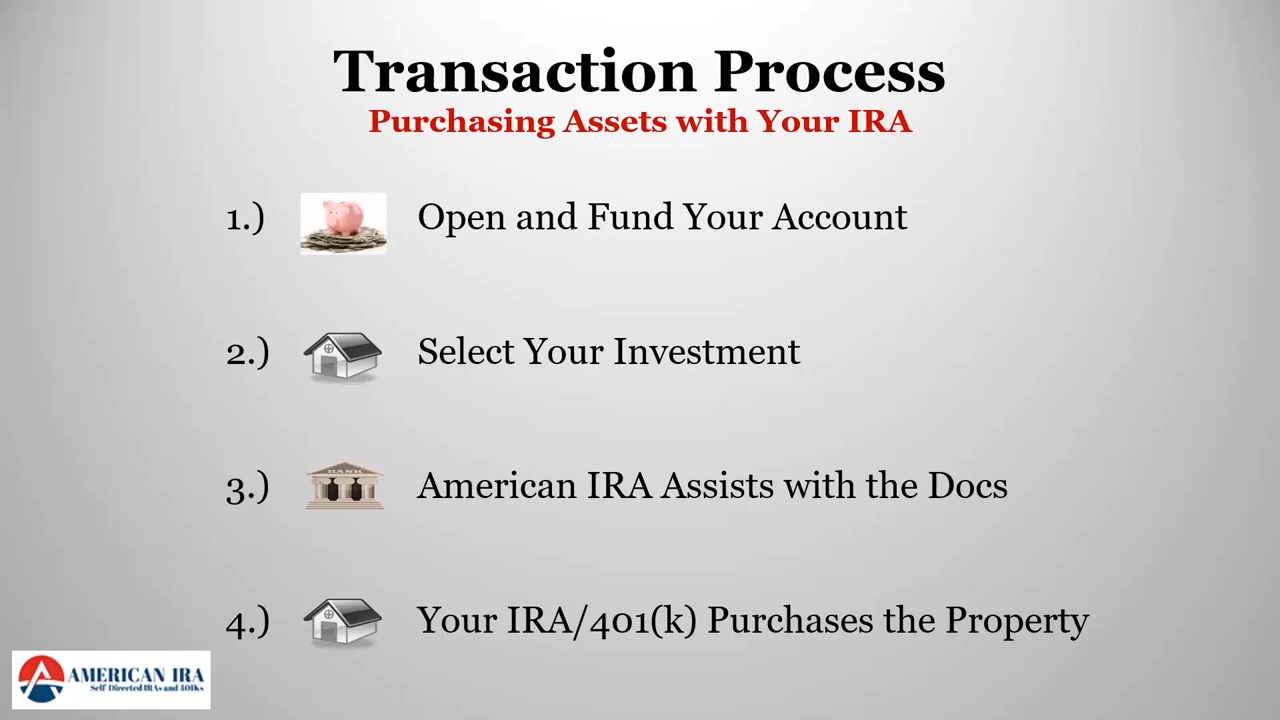 Transaction Process
Purchasing Assets with Your IRA
1.) Open and Fund Your Account
2.) Select Your Investment
BANK
3.) American IRA Assists with the Docs
4.) Your IRA/401(k) Purchases the Property
AMERICAN IRA
Self-Directed IRAs and 401Ks